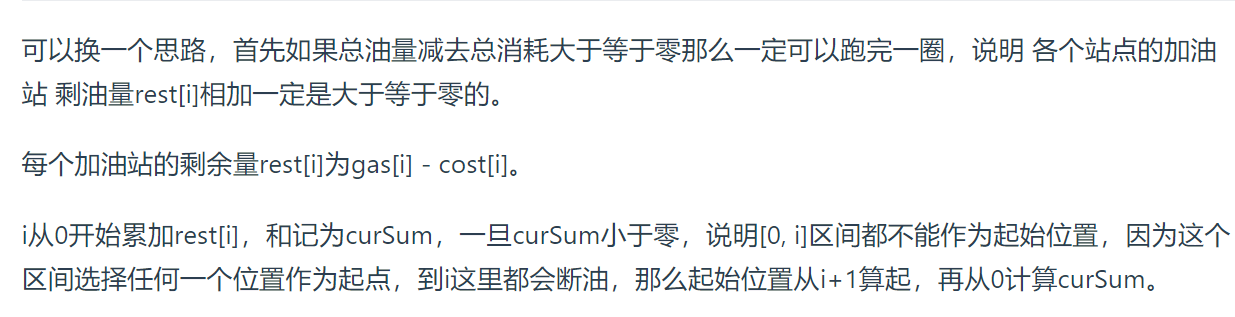 可以换一个思路，首先如果总油量减去总消耗大于等于零那么一定可以跑完一圈，说明 各个站点的加油
站 剩油量rest[i]相加一定是大于等于零的。
每个加油站的剩余量rest[i]为gas[i] - cost[i]。
i从0开始累加rest[i]，和记为curSum，一旦curSum小于零，说明[0, i]区间都不能作为起始位置，因为这个
区间选择任何一个位置作为起点，到i这里都会断油，那么起始位置从i+1算起，再从0计算curSum。